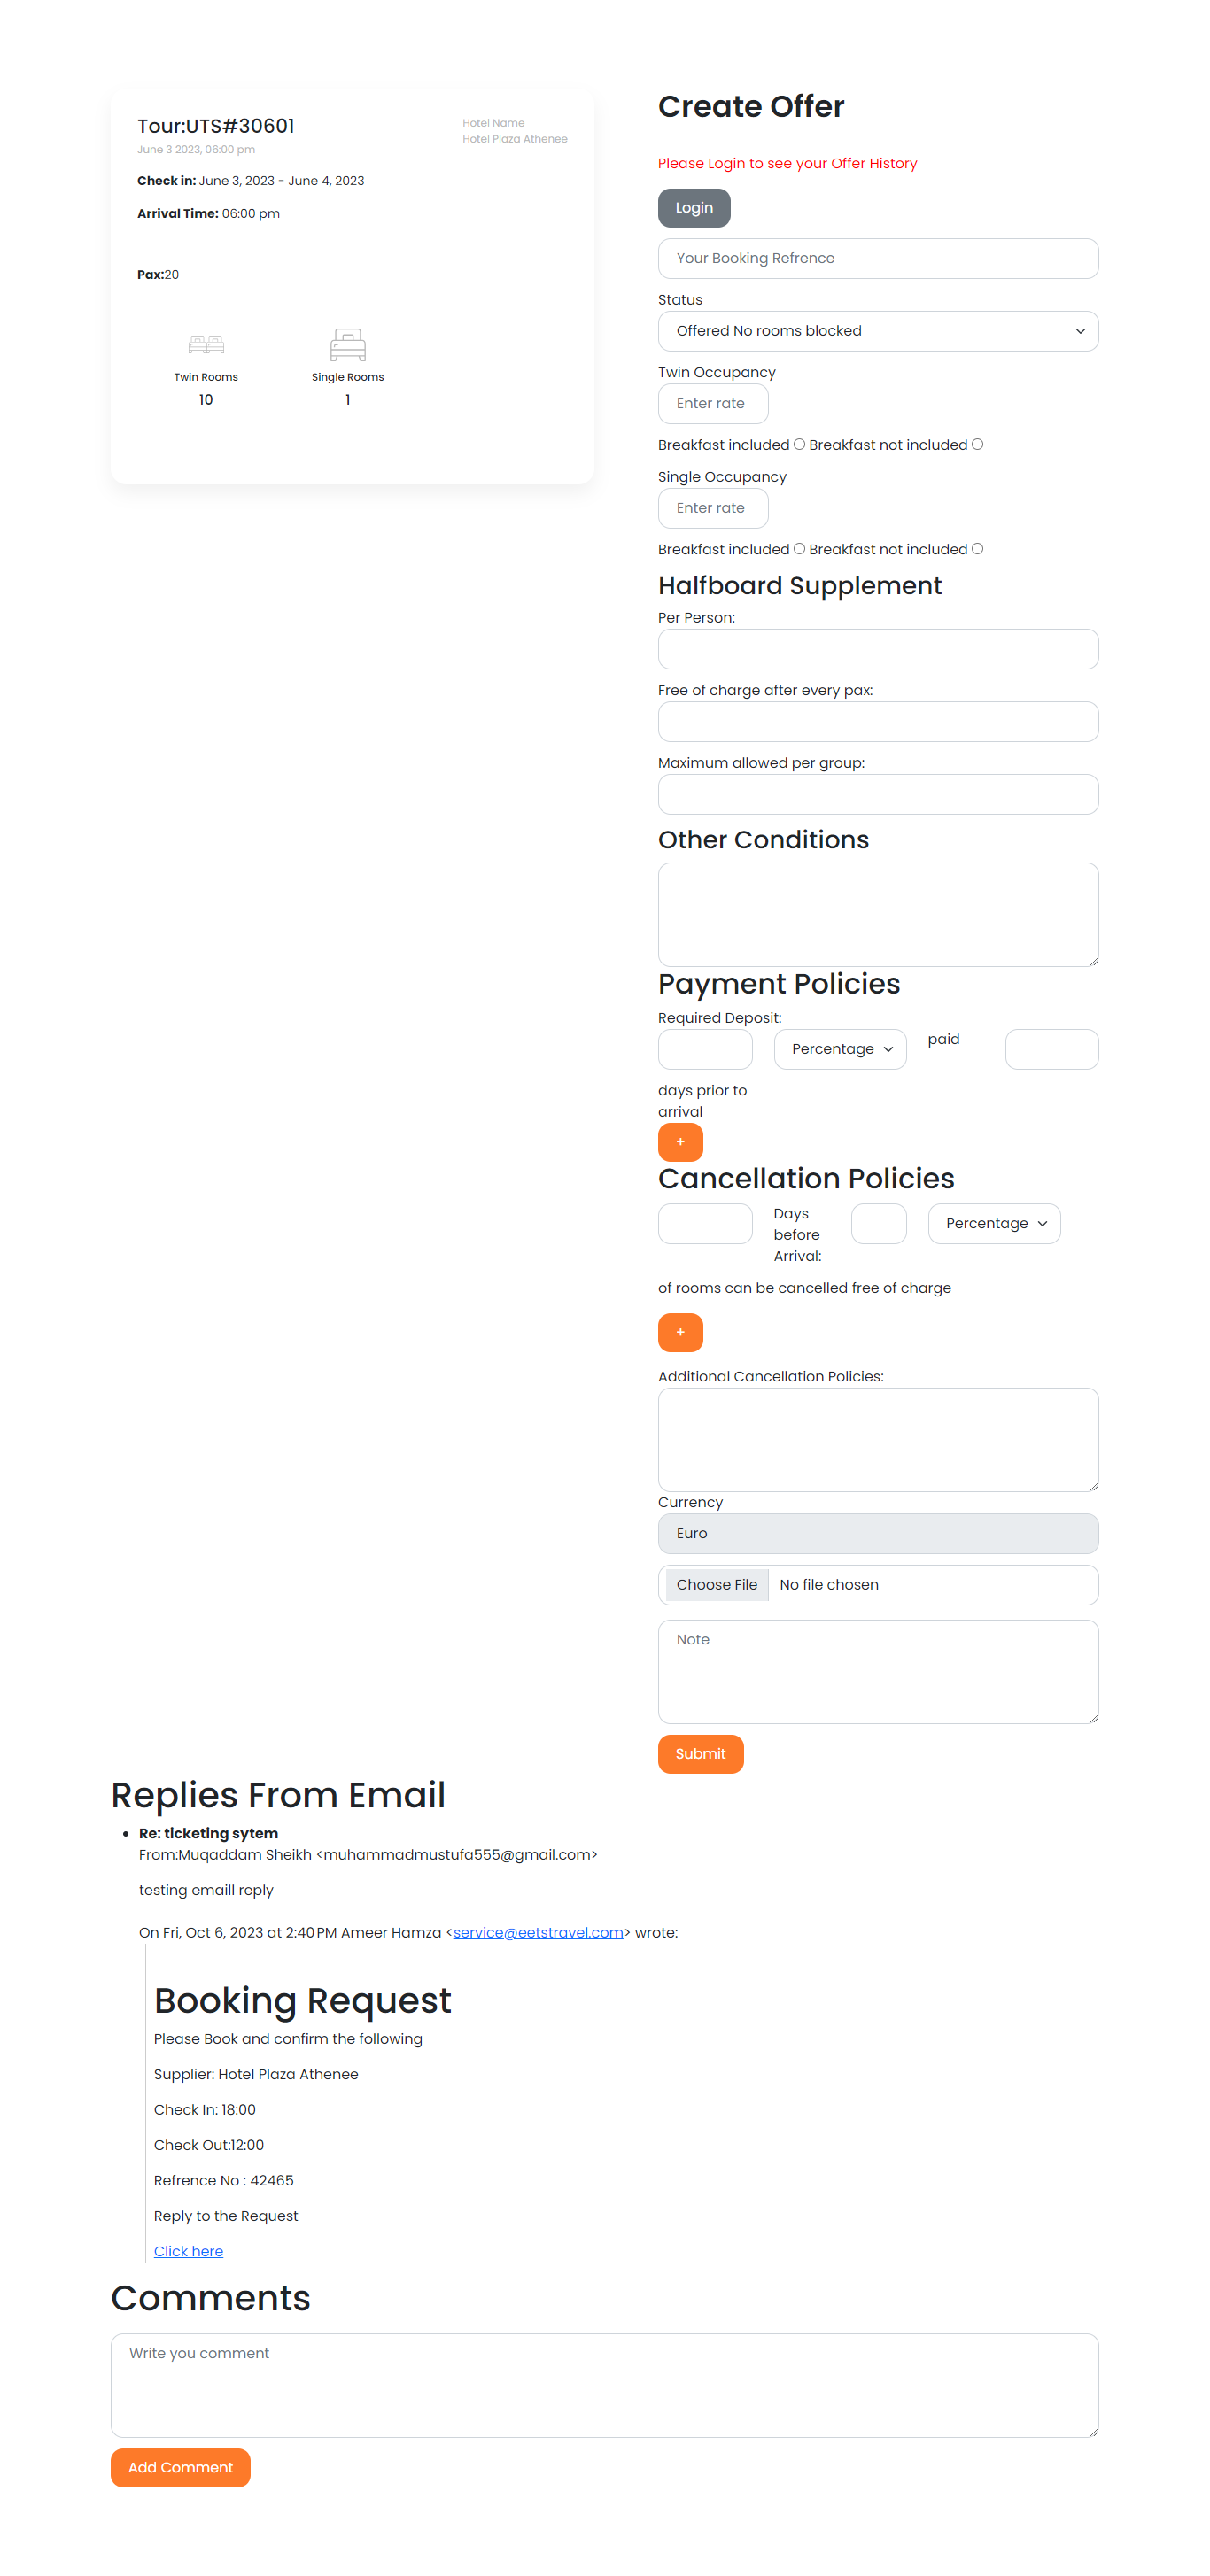 Tour:UTS#30601
June 3 2023, 06:00 pm
Hotel Name
Hotel Plaza Athenee
Check in: June 3, 2023 - June 4, 2023
Arrival Time: 06:00 pm
Pax:20
Twin Rooms
10
Single Rooms
1
Create Offer
Please Login to see your Offer History
Login
Your Booking Refrence
Status
Offered No rooms blocked
Twin Occupancy
Enter rate
Breakfast included Breakfast not included
Single Occupancy
Enter rate
Breakfast included Breakfast not included
Halfboard Supplement
Per Person:
Free of charge after every pax:
Maximum allowed per group:
Other Conditions
Payment Policies
Required Deposit:
Percentage
paid
days prior to
arrival
+
Cancellation Policies
Days
before
Arrival:
Percentage
of rooms can be cancelled free of charge
+
Additional Cancellation Policies:
Currency
Euro
Choose File No file chosen
Note
Submit
Replies From Email
Re: ticketing sytem
From:Muqaddam Sheikh <muhammadmustufa555@gmail.com>
testing emaill reply
On Fri, Oct 6, 2023 at 2:40 PM Ameer Hamza <service@eetstravel.com> wrote:
Booking Request
Please Book and confirm the following
Supplier: Hotel Plaza Athenee
Check In: 18:00
Check Out:12:00
Refrence No : 42465
Reply to the Request
Click here
Comments
Write you comment
Add Comment